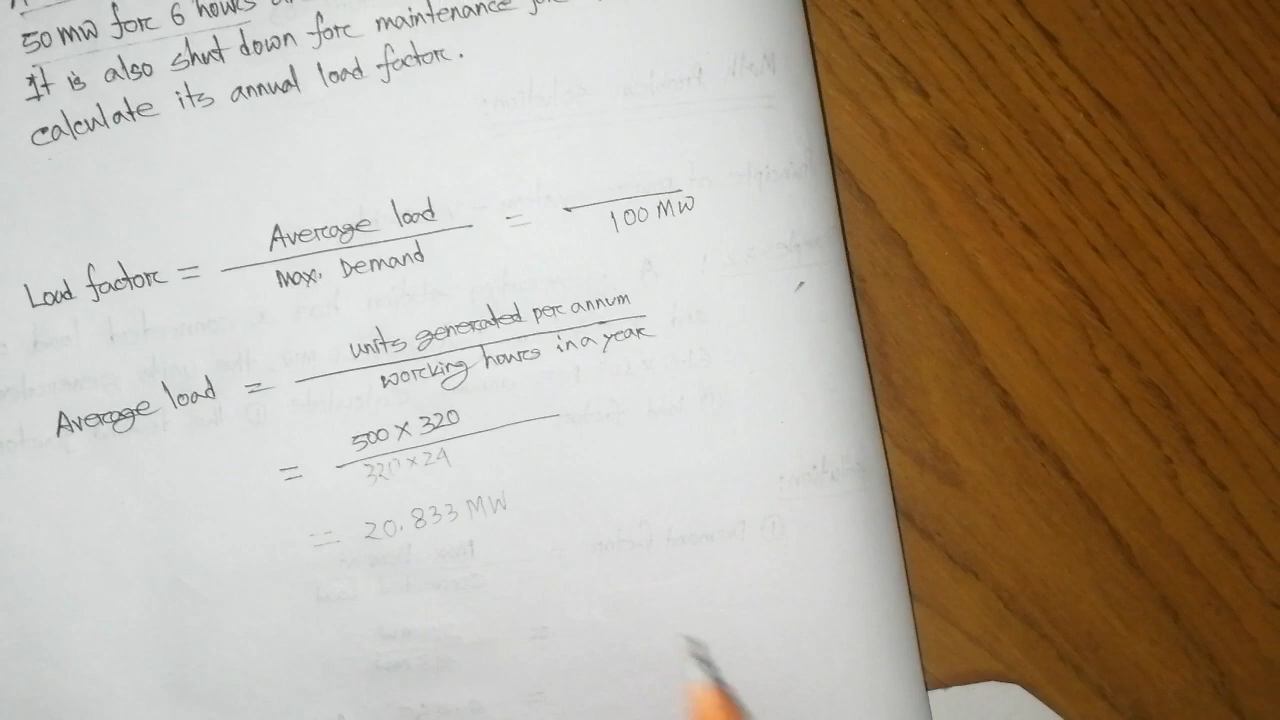 50 MW for 6 hours
It is also shut down for maintenance
calculate its annual load factor.
Load factor = Average load / Max. Demand = / 100 MW
Average load = units generated per annum / working hours in a year
= 500 × 320 / 320 × 24
= 20.833 MW